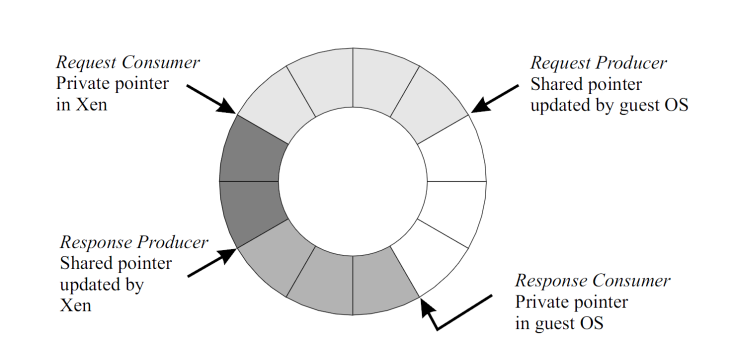 Request Consumer
Private pointer
in Xen
Request Producer
Shared pointer
updated by guest OS
Response Producer
Shared pointer
updated by
Xen
Response Consumer
Private pointer
in guest OS